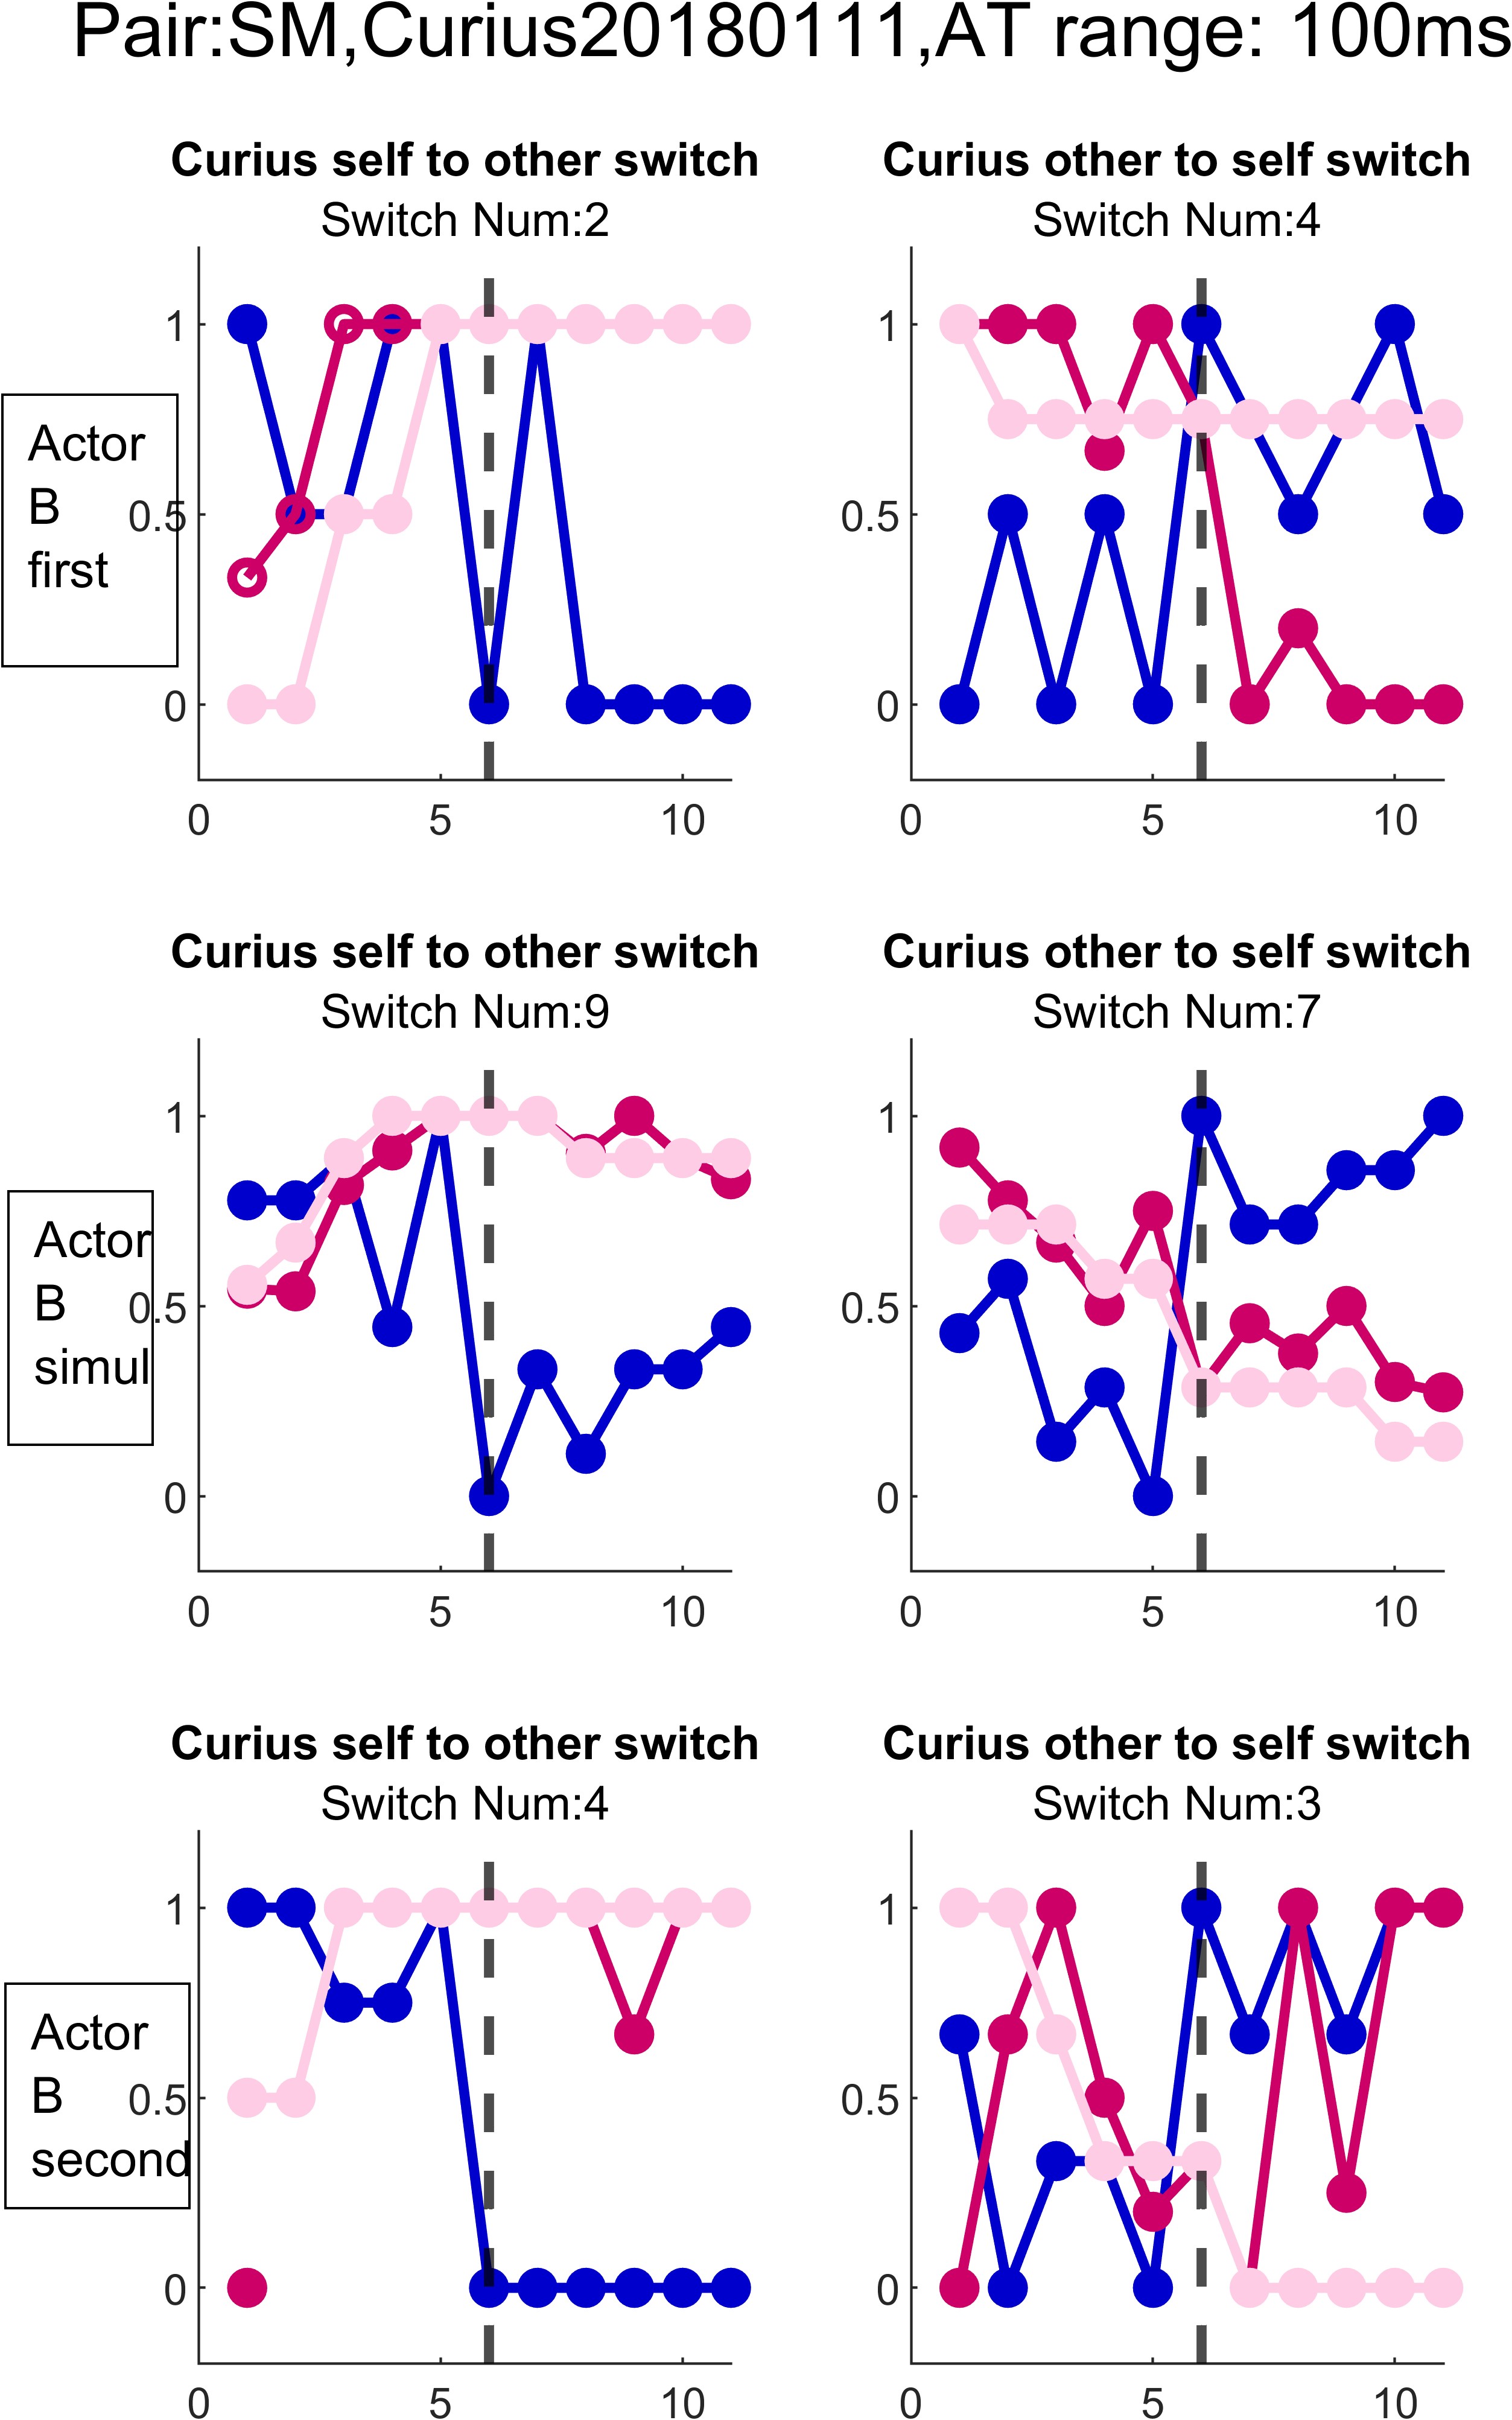 Pair:SM,Curius20180111,AT range: 100ms
Curius self to other switch
Switch Num:2
Curius other to self switch
Switch Num:4
Actor
B
first
1
0.5
0
0 5 10
1
0.5
0
0 5 10
Curius self to other switch
Switch Num:9
Curius other to self switch
Switch Num:7
Actor
B
simul
1
0.5
0
0 5 10
1
0.5
0
0 5 10
Curius self to other switch
Switch Num:4
Curius other to self switch
Switch Num:3
Actor
B
second
1
0.5
0
0 5 10
1
0.5
0
0 5 10